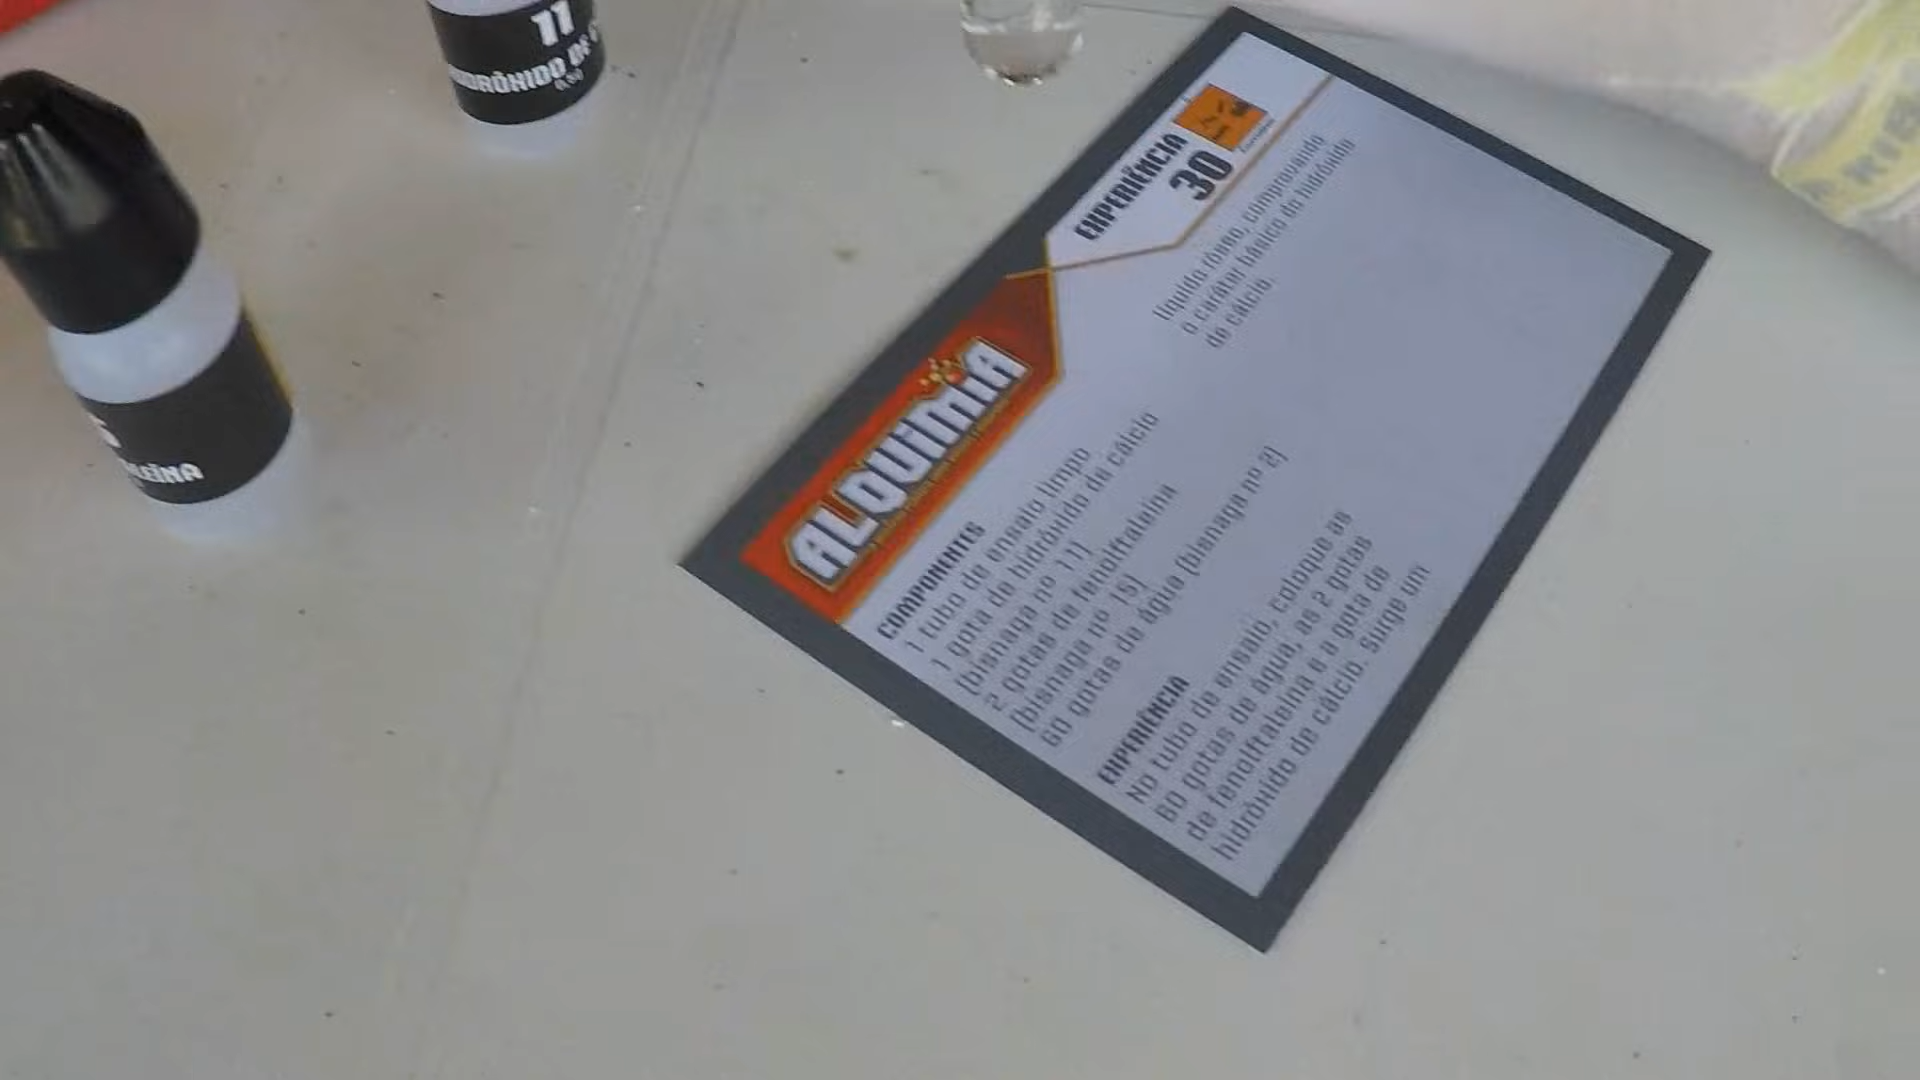 11
HIDRÓXIDO DE
EINA
EXPERIÊNCIA
30
ALQUIMIA
COMPONENTES
1 tubo de ensaio limpo
1 gota de hidróxido de cálcio
(bisnaga nº 11)
2 gotas de fenolftaleína
(bisnaga nº 15)
60 gotas de água (bisnaga nº 2)
EXPERIÊNCIA
No tubo de ensaio, coloque as
60 gotas de água, as 2 gotas
de fenolftaleína e a gota de
hidróxido de cálcio. Surge um
líquido róseo, comprovando
o caráter básico do hidróxido
de cálcio.